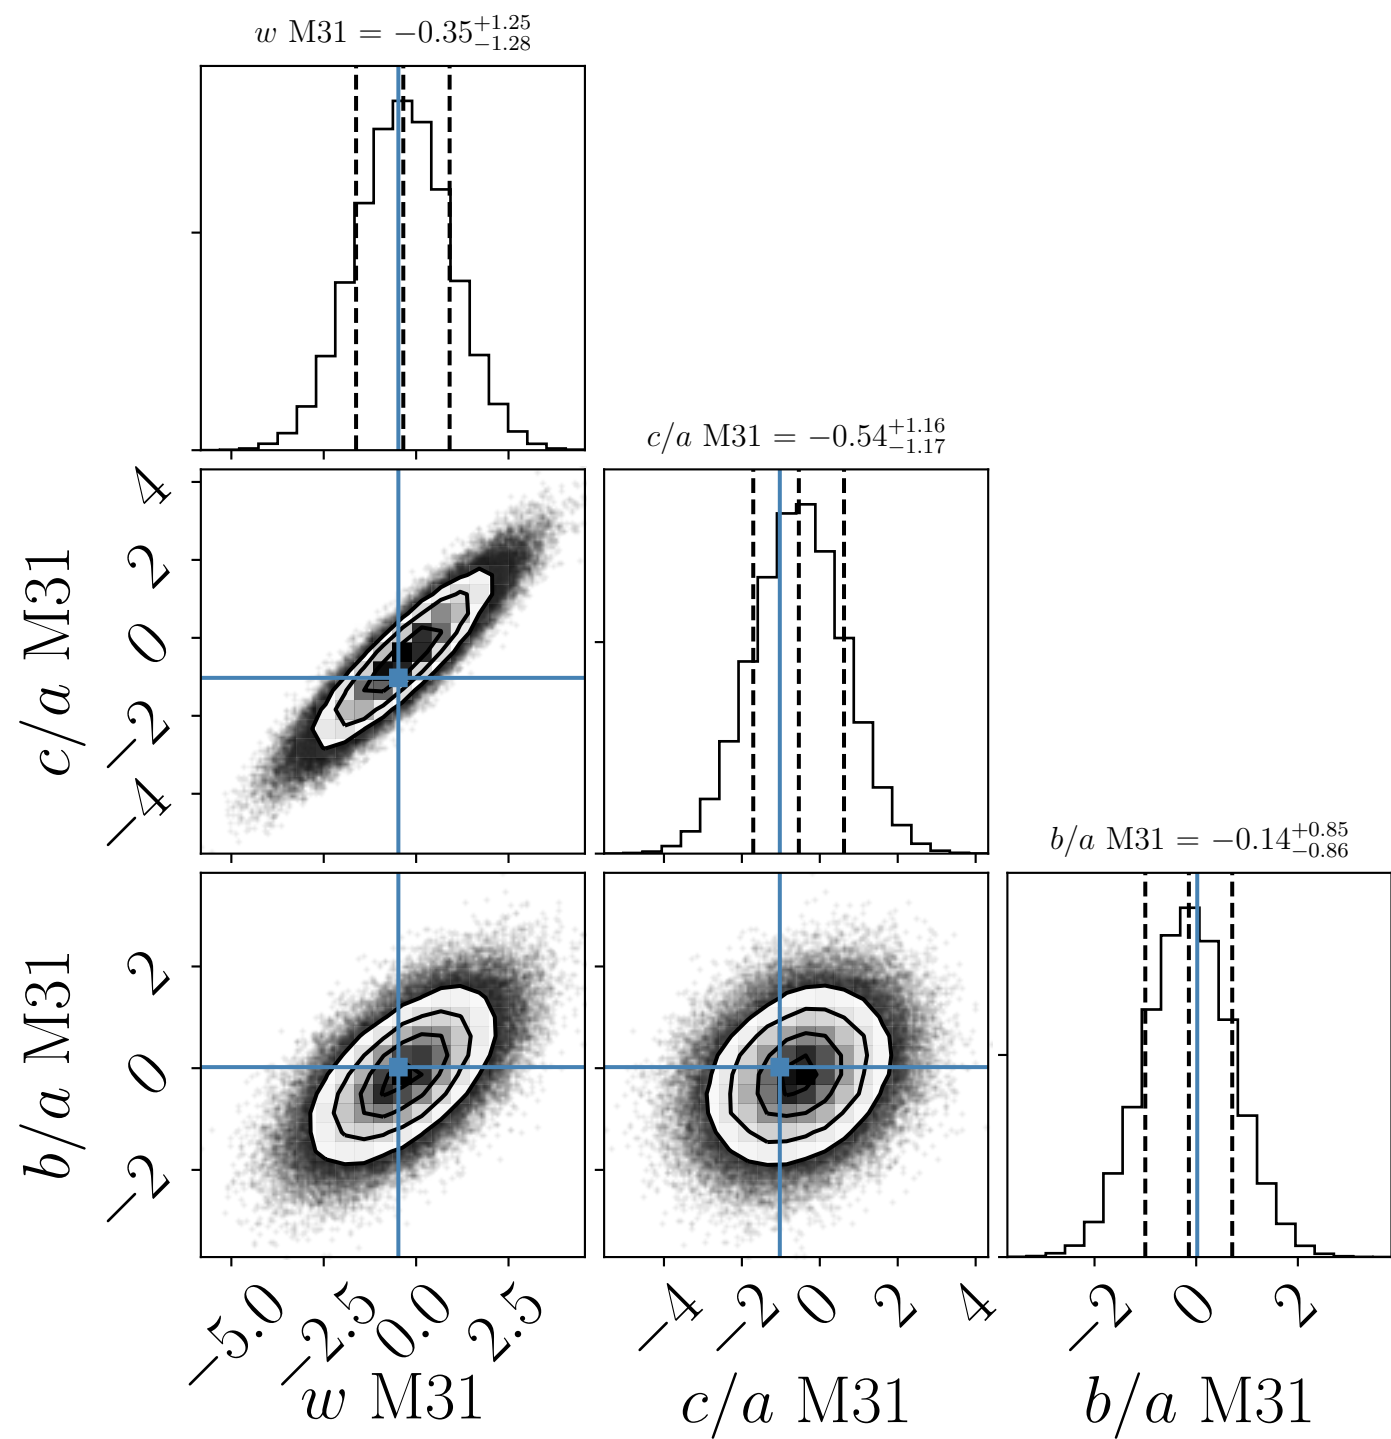 w M31 = −0.35 +1.25 −1.28
c/a M31 = −0.54 +1.16 −1.17
b/a M31 = −0.14 +0.85 −0.86
c/a M31
4
2
0
−2
−4
b/a M31
2
0
−2
−5.0 −2.5 0.0 2.5
w M31
−4 −2 0 2 4
c/a M31
−2 0 2
b/a M31